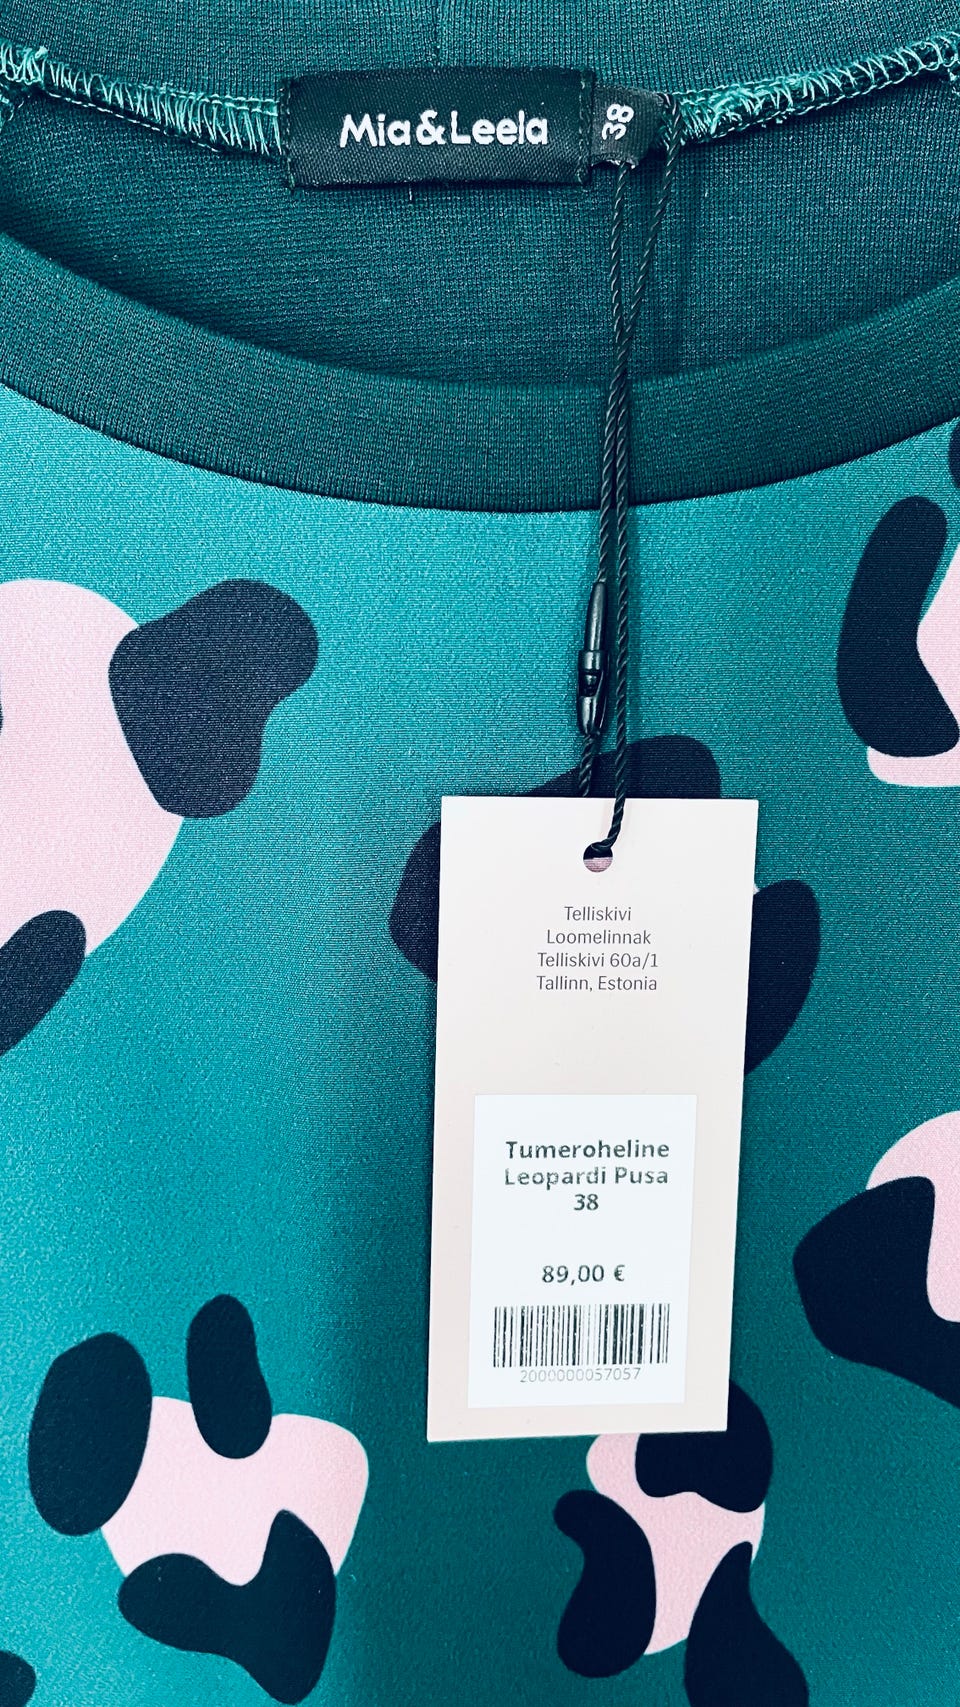 Mia&Leela
38
Telliskivi
Loomelinnak
Telliskivi 60a/1
Tallinn, Estonia
Tumeroheline
Leopardi Pusa
38
89,00 €
2000000057057